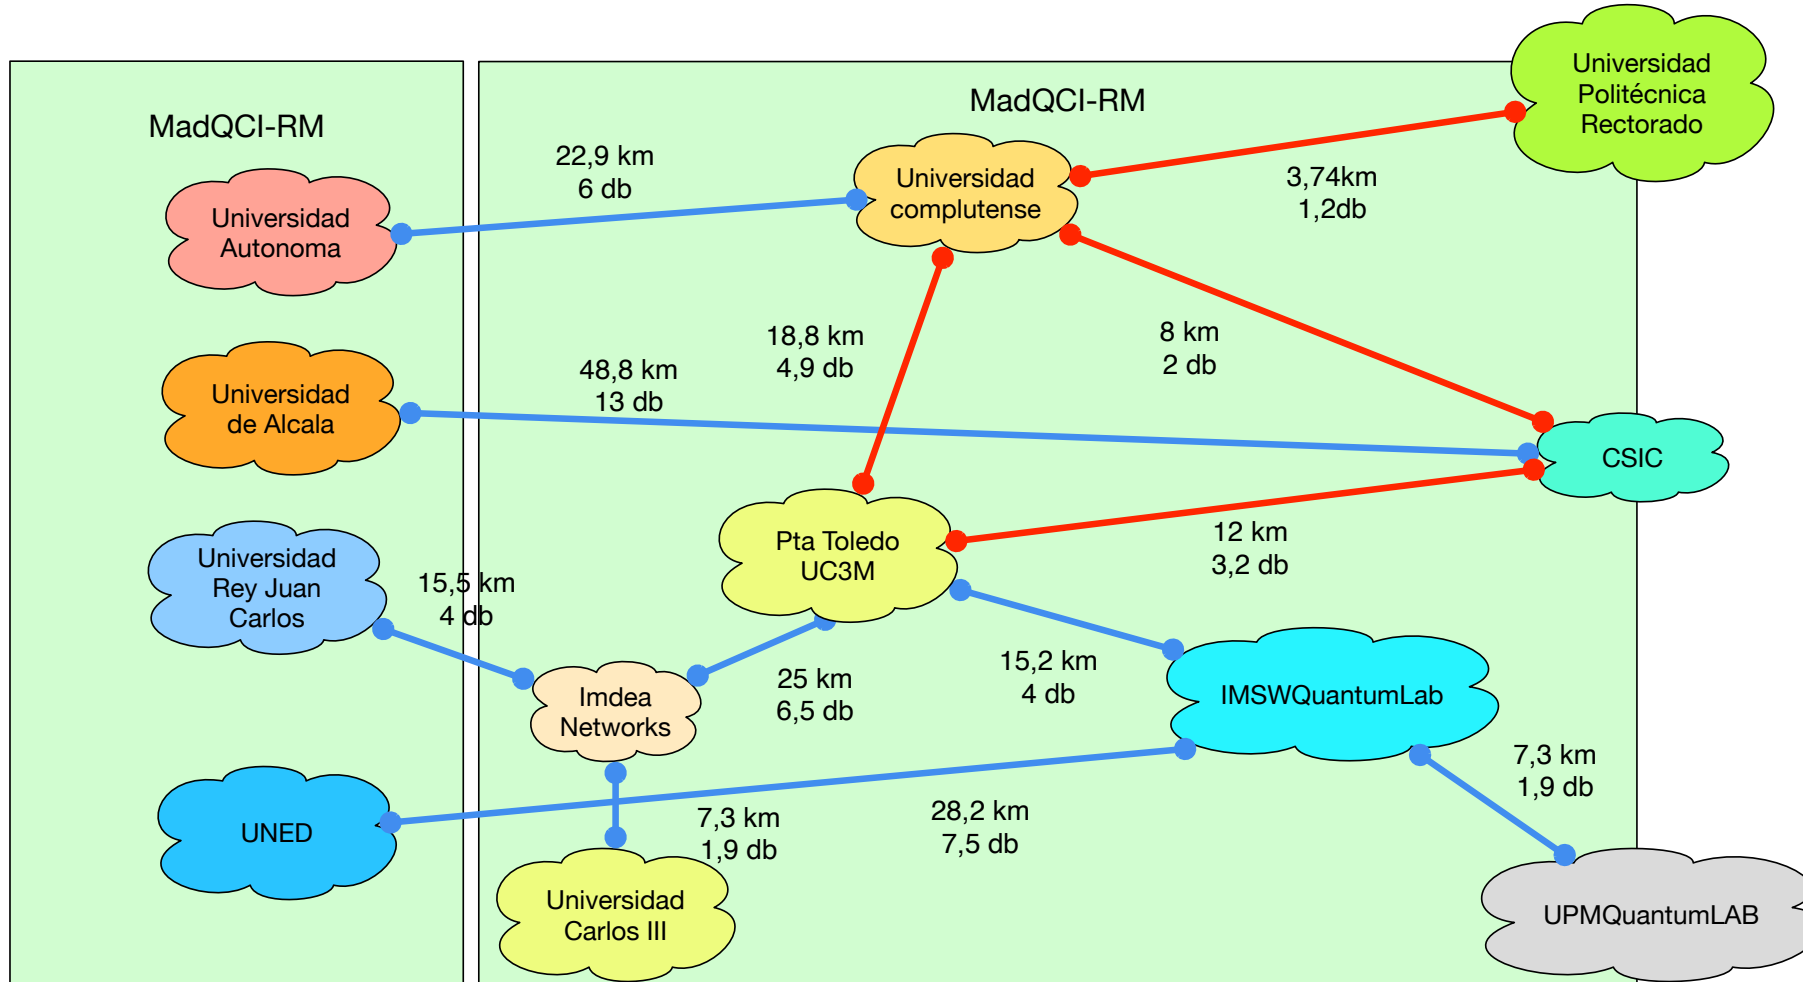 MadQCI-RM
MadQCI-RM
Universidad
Politécnica
Rectorado
22,9 km
6 db
Universidad
complutense
3,74km
1,2db
Universidad
Autonoma
18,8 km
4,9 db
8 km
2 db
48,8 km
13 db
Universidad
de Alcala
CSIC
Universidad
Rey Juan
Carlos
15,5 km
4 db
Pta Toledo
UC3M
12 km
3,2 db
Imdea
Networks
25 km
6,5 db
15,2 km
4 db
IMSWQuantumLab
7,3 km
1,9 db
UNED
7,3 km
1,9 db
28,2 km
7,5 db
Universidad
Carlos III
UPMQuantumLAB